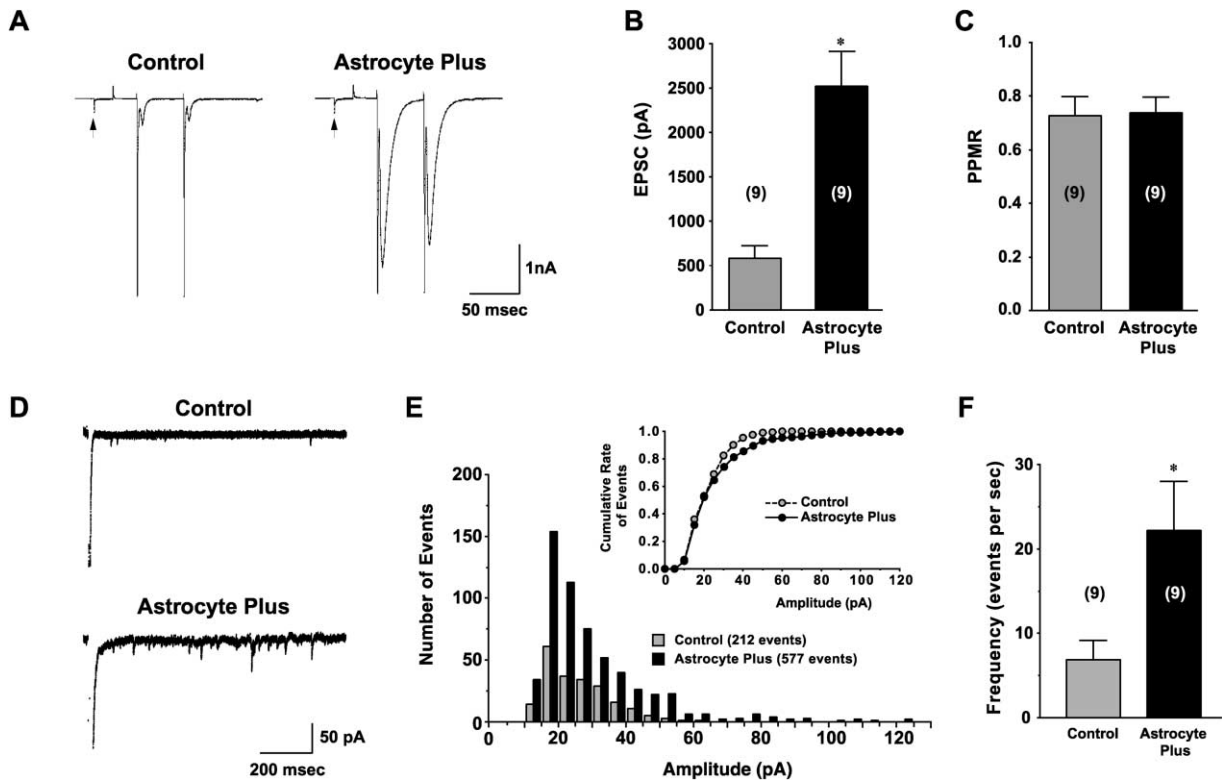 A
Control
Astrocyte Plus
1nA
50 msec
B
3000
2500
2000
1500
1000
500
0
EPSC (pA)
*
(9)
(9)
Control
Astrocyte
Plus
C
1.0
0.8
0.6
0.4
0.2
0.0
PPMR
(9)
(9)
Control
Astrocyte
Plus
D
Control
Astrocyte Plus
50 pA
200 msec
E
200
150
100
50
0
Number of Events
0
20
40
60
80
100
120
Amplitude (pA)
1.0
0.8
0.6
0.4
0.2
0.0
Cumulative Rate
of Events
Control
Astrocyte Plus
0
20
40
60
80
100
120
Amplitude (pA)
Control (212 events)
Astrocyte Plus (577 events)
F
30
20
10
0
Frequency (events per sec)
*
(9)
(9)
Control
Astrocyte
Plus